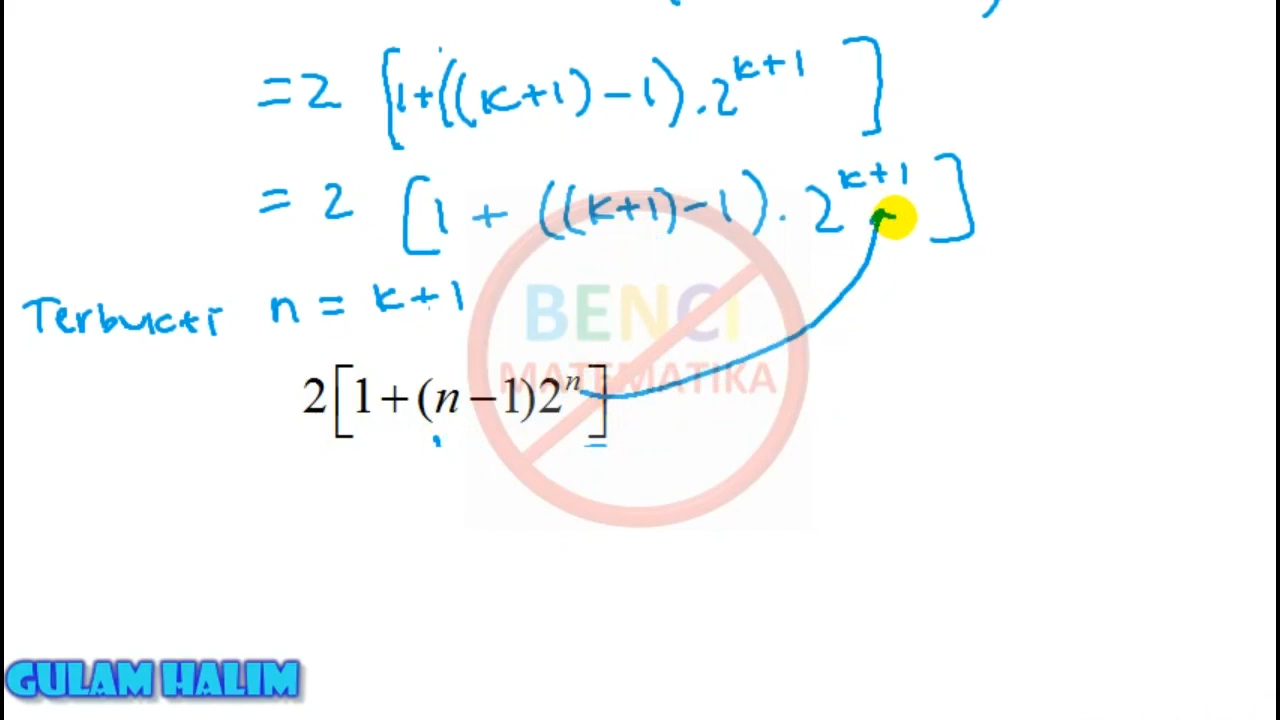 = 2 [1+((k+1)-1).2^{k+1}]
= 2 [1 + ((k+1)-1). 2^{k+1}]
Terbukti n = k+1
BENCI
MATEMATIKA
2[1+(n-1)2^n]
GULAM HALIM